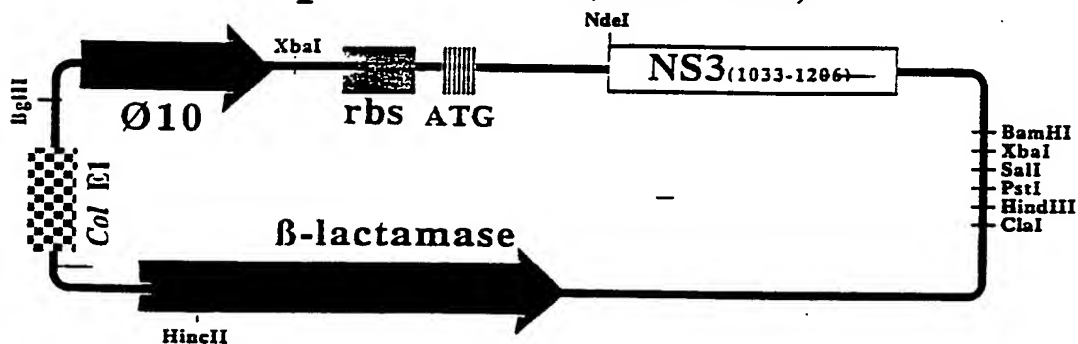 NdeI
XbaI
NS3(1033-1206)
BglII
Ø10
rbs
ATG
BamHI
XbaI
SalI
PstI
HindIII
ClaI
Col E1
ß-lactamase
HincII